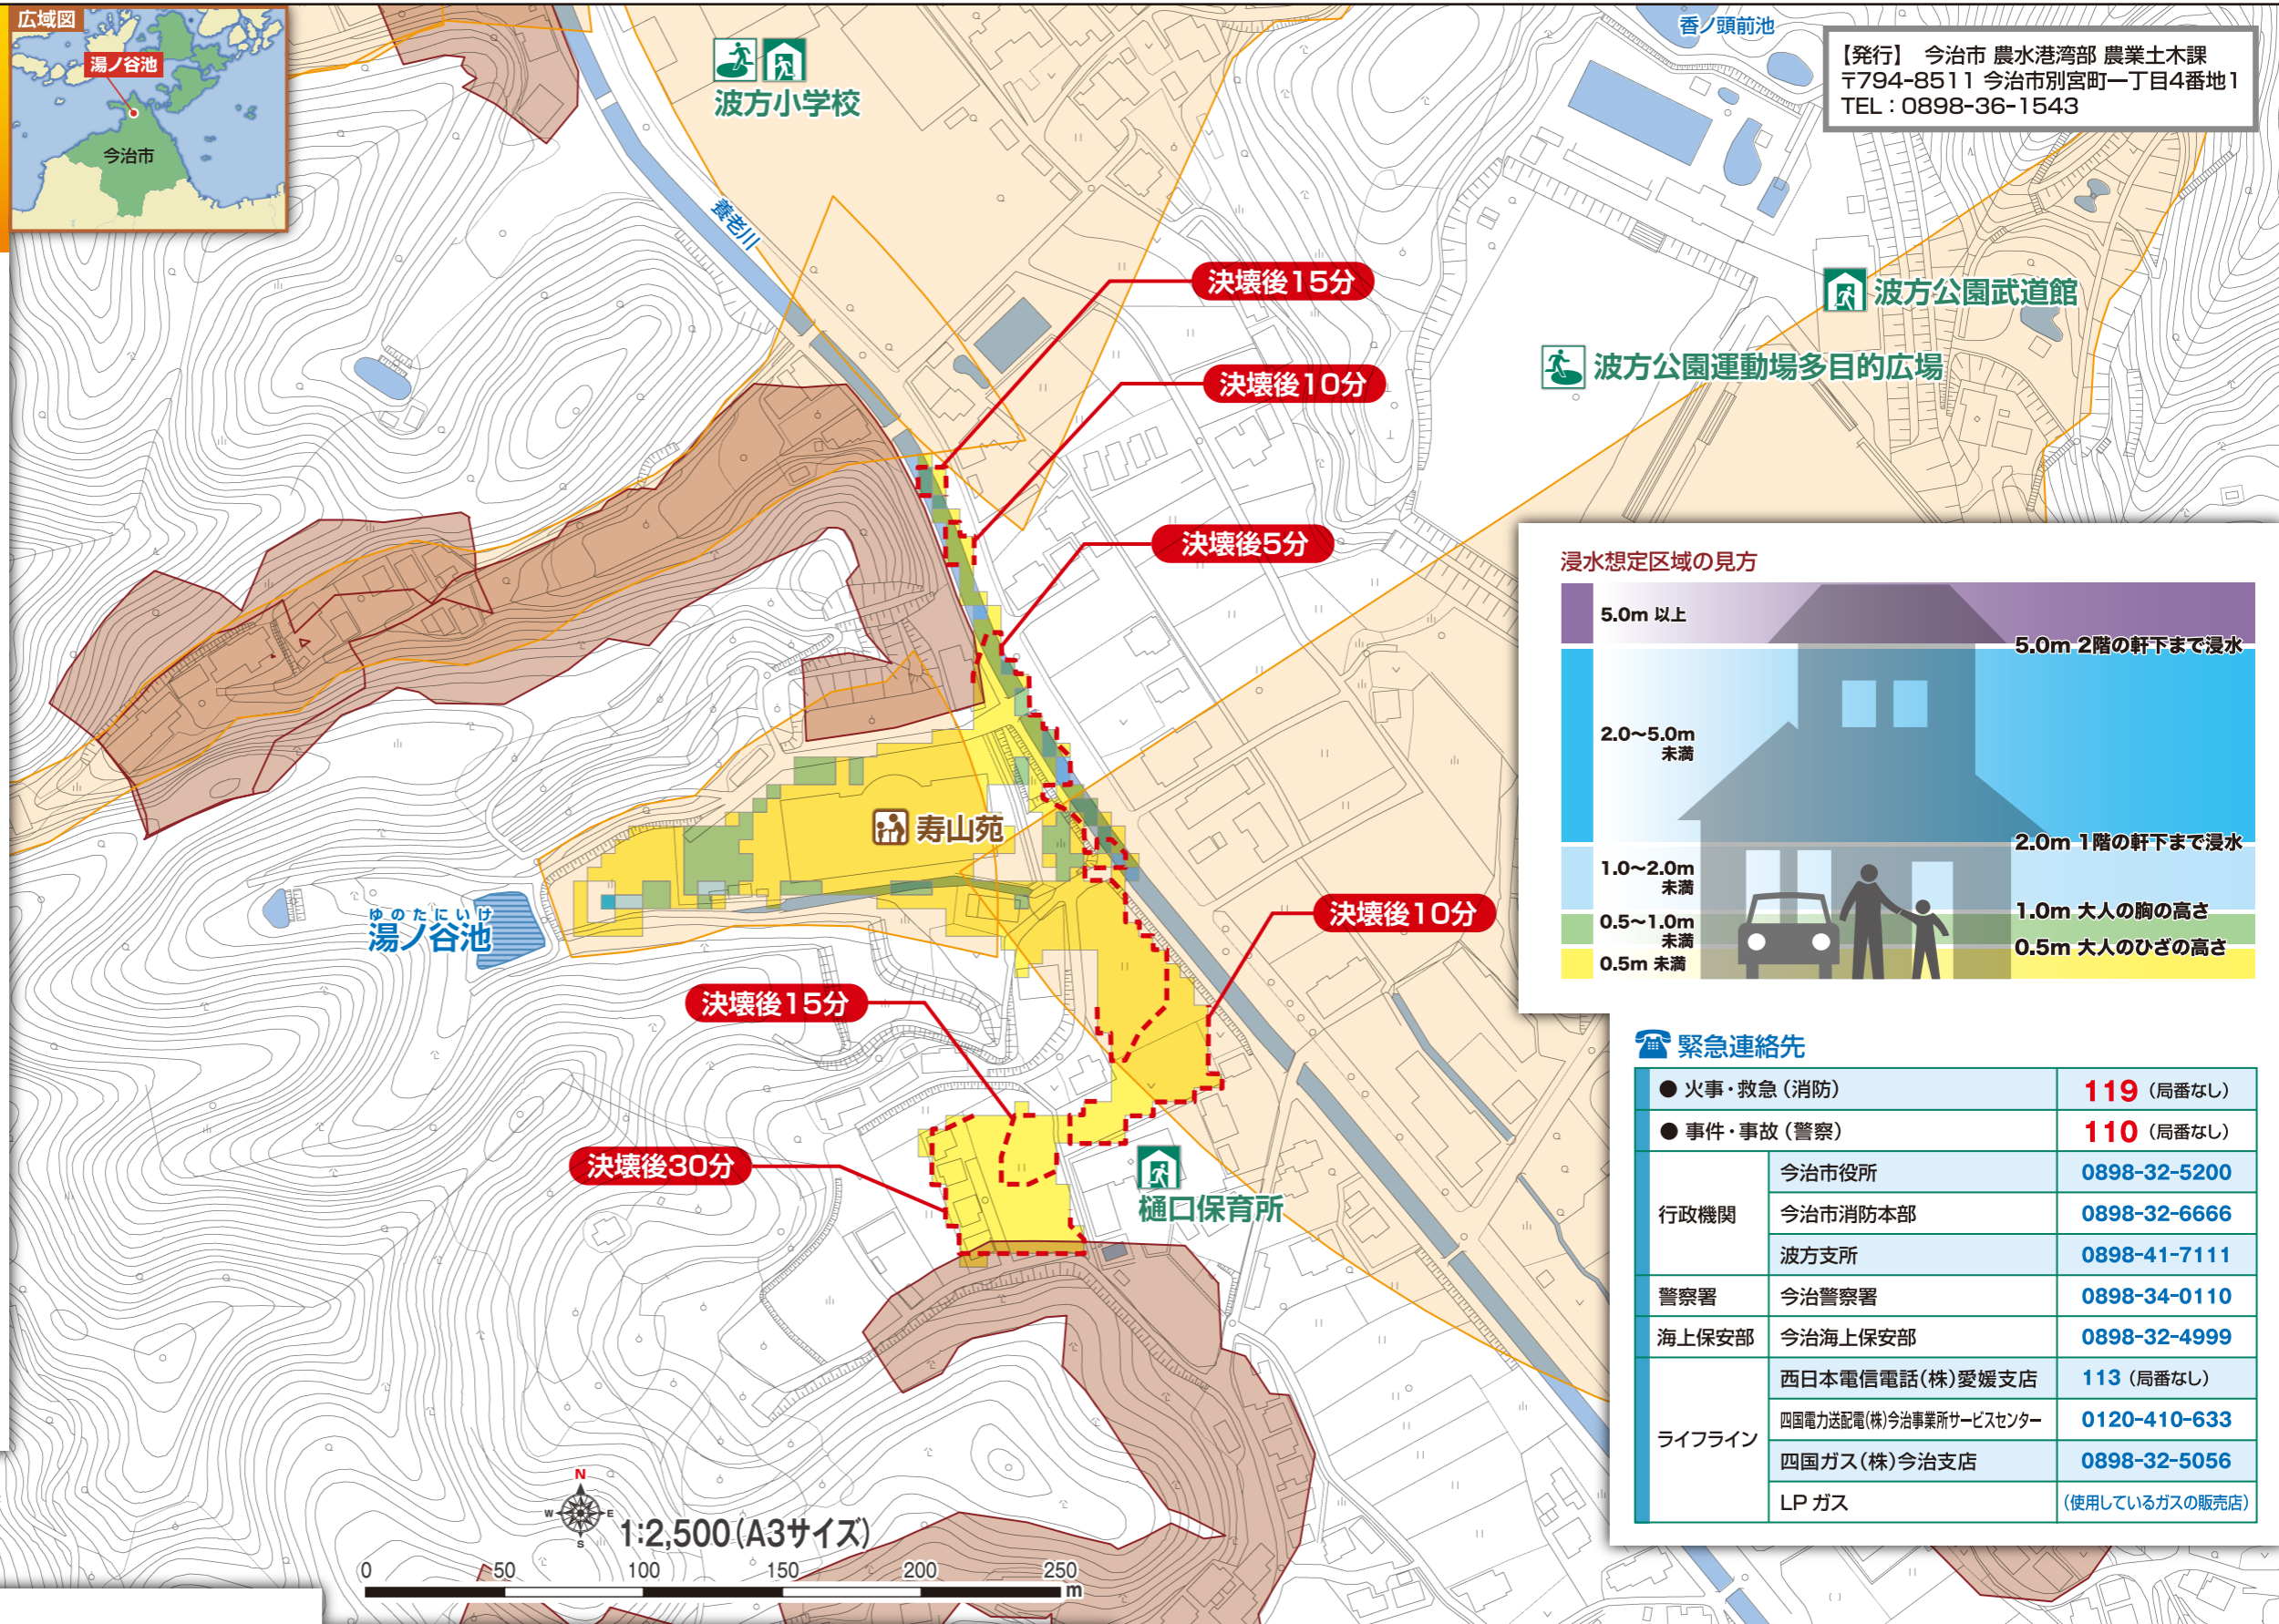 広域図
湯ノ谷池
今治市
波方小学校
養老川
香ノ頭前池
【発行】 今治市 農水港湾部 農業土木課
〒794-8511 今治市別宮町一丁目4番地1
TEL：0898-36-1543
決壊後15分
決壊後10分
決壊後5分
波方公園武道館
波方公園運動場多目的広場
寿山苑
ゆのたにいけ
湯ノ谷池
決壊後10分
決壊後15分
決壊後30分
樋口保育所
浸水想定区域の見方
5.0m 以上
5.0m 2階の軒下まで浸水
2.0〜5.0m
未満
2.0m 1階の軒下まで浸水
1.0〜2.0m
未満
1.0m 大人の胸の高さ
0.5〜1.0m
未満
0.5m 大人のひざの高さ
0.5m 未満
緊急連絡先
● 火事・救急（消防） 119（局番なし）
● 事件・事故（警察） 110（局番なし）
行政機関
今治市役所 0898-32-5200
今治市消防本部 0898-32-6666
波方支所 0898-41-7111
警察署 今治警察署 0898-34-0110
海上保安部 今治海上保安部 0898-32-4999
ライフライン
西日本電信電話(株)愛媛支店 113（局番なし）
四国電力送配電(株)今治事業所サービスセンター 0120-410-633
四国ガス(株)今治支店 0898-32-5056
LP ガス （使用しているガスの販売店）
N
W E
S
1:2,500(A3サイズ)
0 50 100 150 200 250
m